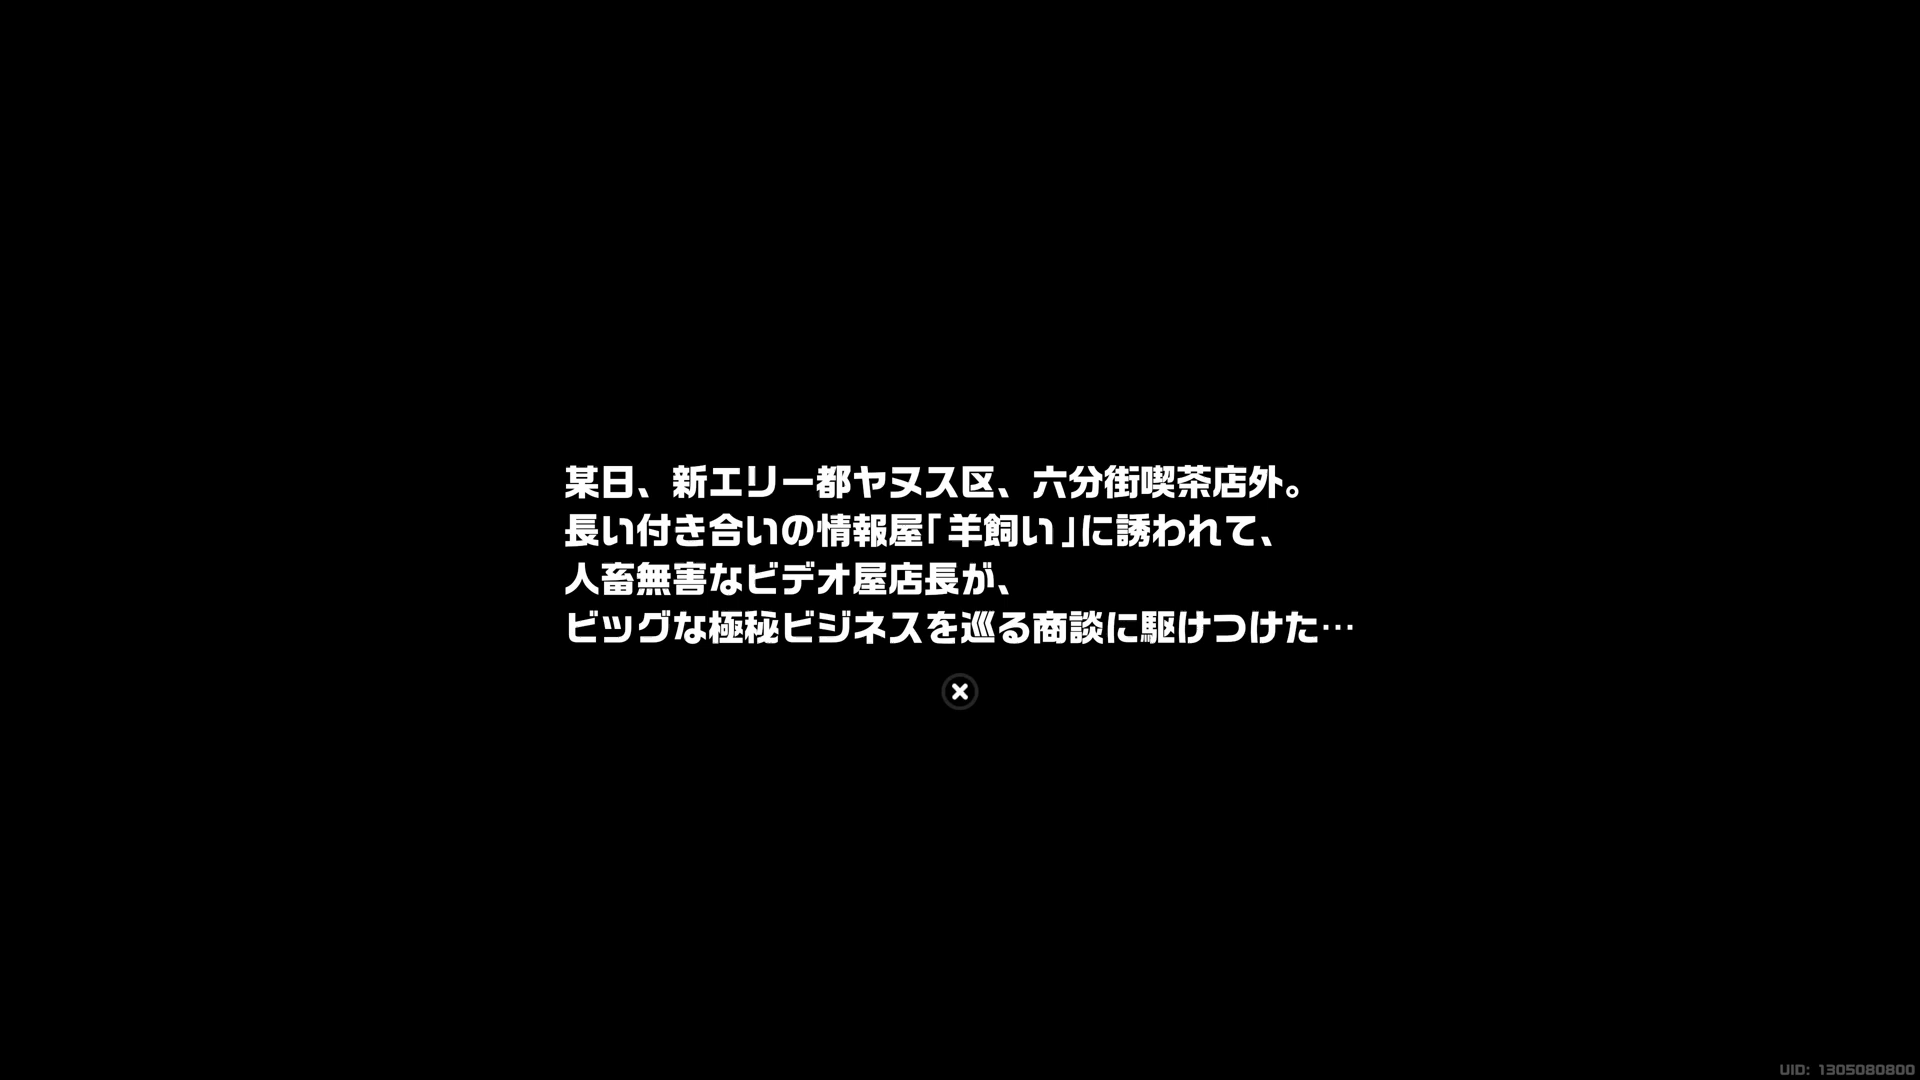 某日、新エリー都ヤヌス区、六分街喫茶店外。
長い付き合いの情報屋「羊飼い」に誘われて、
人畜無害なビデオ屋店長が、
ビッグな極秘ビジネスを巡る商談に駆けつけた…
UID: 1305080800